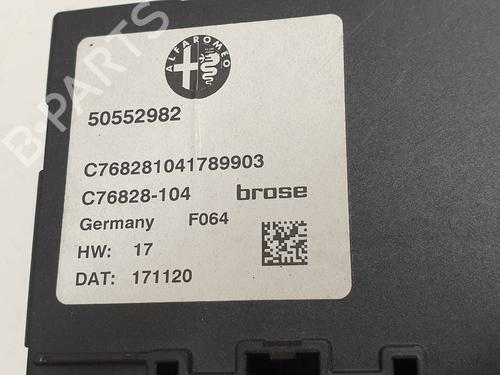 B-PARTS
ALFA ROMEO
50552982
C768281041789903
C76828-104 brose
Germany F064
HW: 17
DAT: 171120